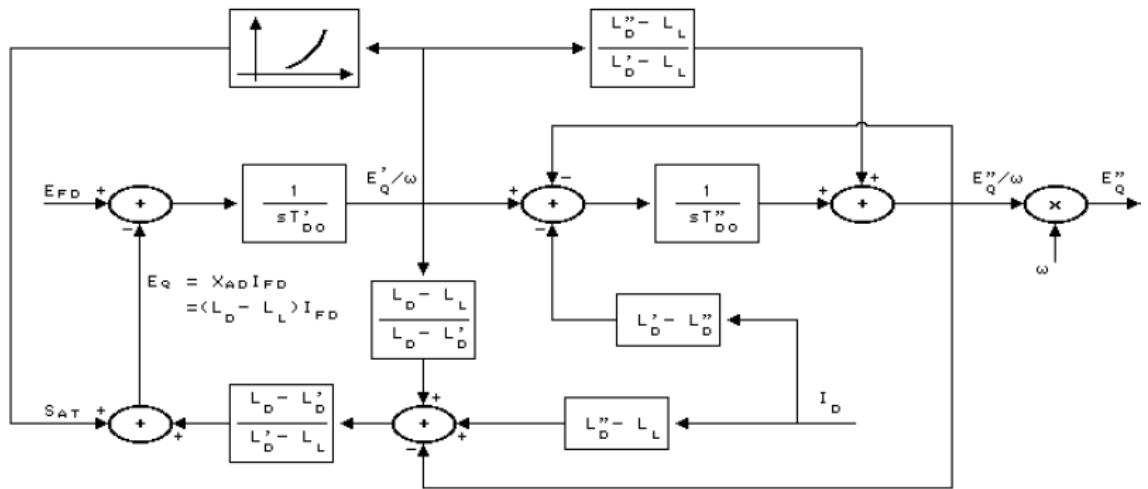 L"D − LL
L'D − LL
EFD
+
−
+
1
sT'DO
E'Q/ω
+
−
−
+
1
sT"DO
+
+
+
E"Q/ω
×
E"Q
ω
EQ = XADIFD
=(LD − LL)IFD
LD − LL
LD − L'D
L'D − L"D
SAT
+
+
+
LD − L'D
L'D − LL
+
+
+
−
L"D − LL
ID